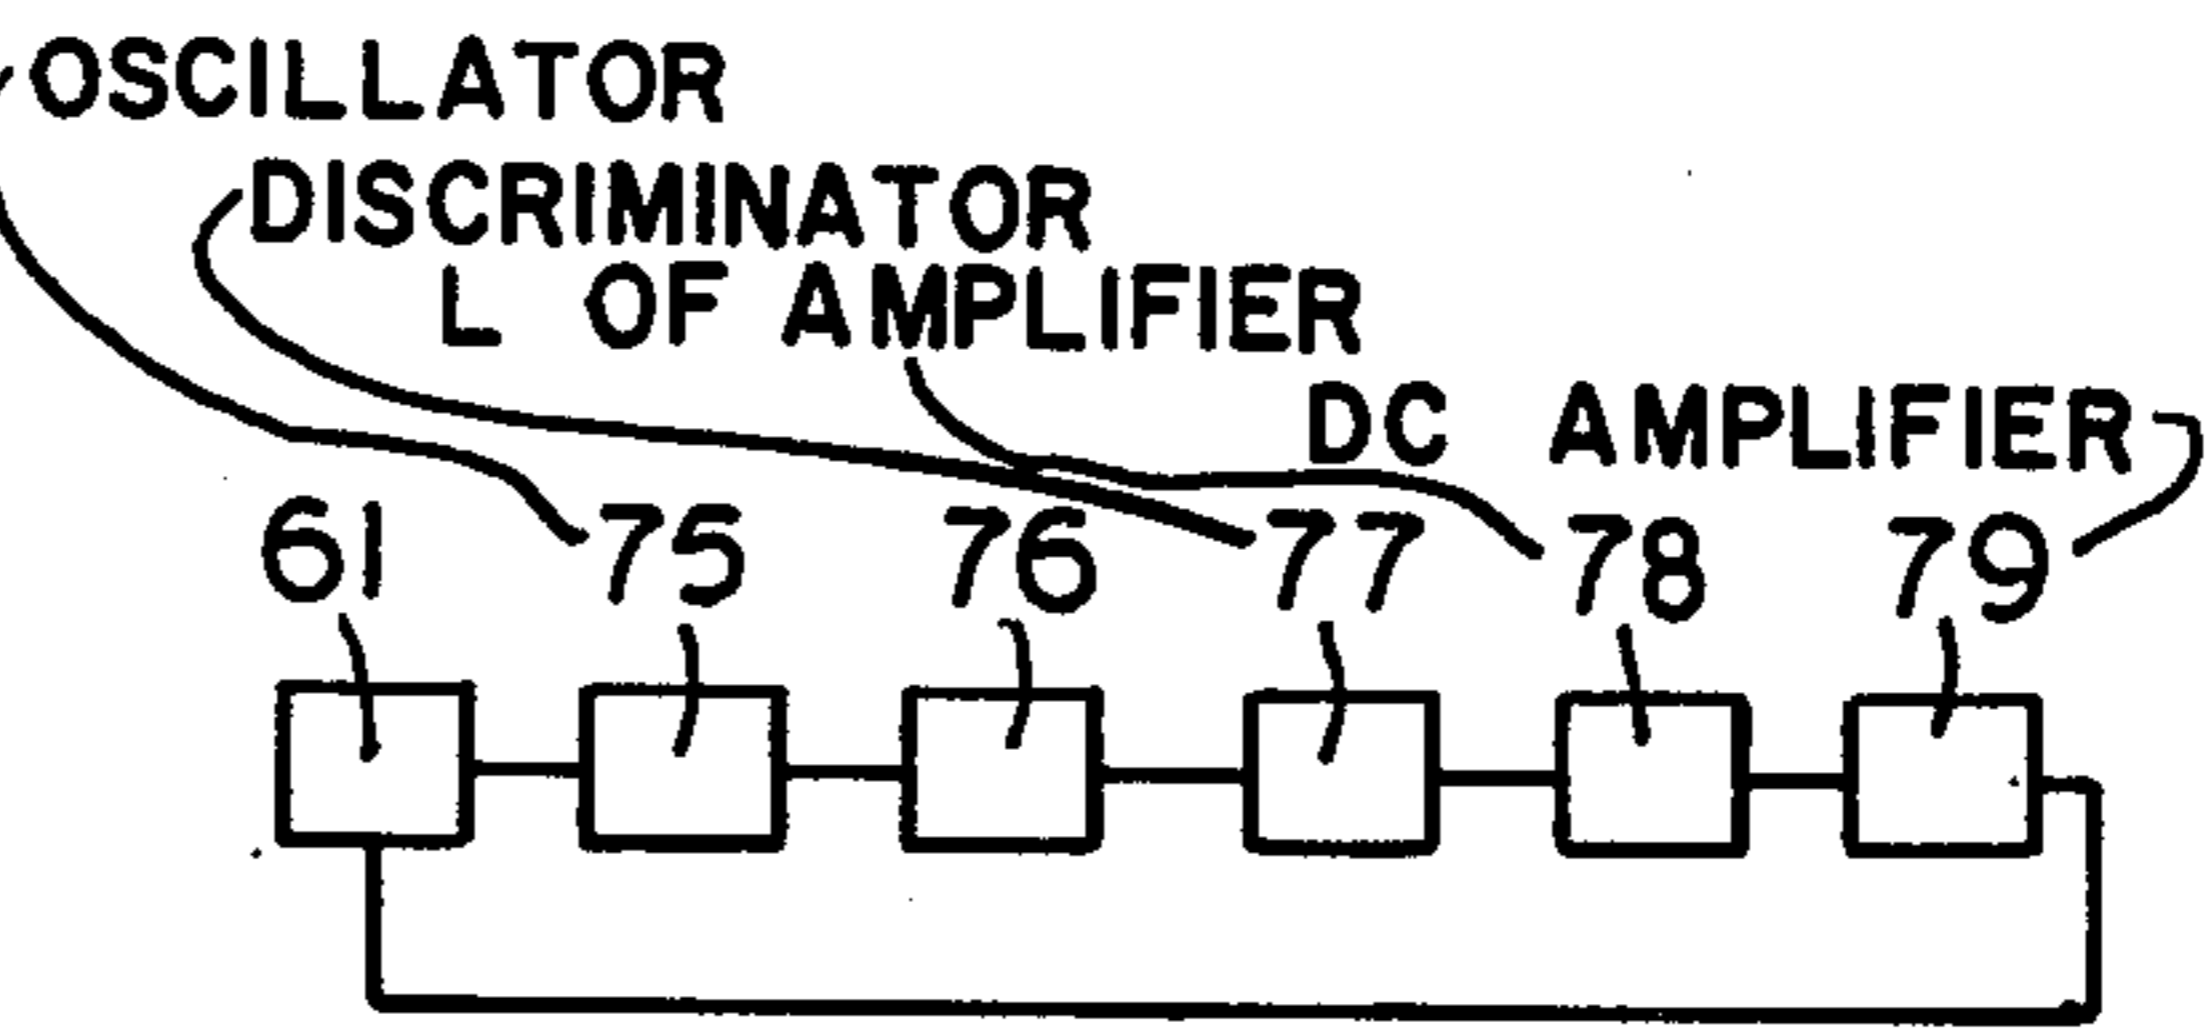 OSCILLATOR
DISCRIMINATOR
L OF AMPLIFIER
DC AMPLIFIER
61 75 76 77 78 79